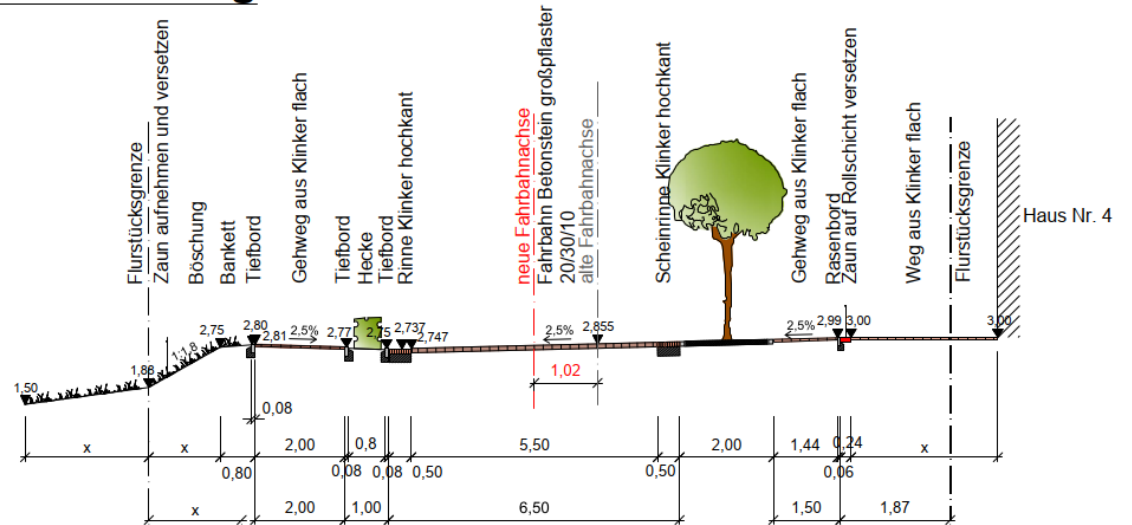 Flurstücksgrenze
Zaun aufnehmen und versetzen
Böschung
Bankett
Tiefbord
Gehweg aus Klinker flach
Tiefbord
Hecke
Tiefbord
Rinne Klinker hochkant
neue Fahrbahnachse
Fahrbahn Betonstein großpflaster
20/30/10
alte Fahrbahnachse
Scheinrinne Klinker hochkant
Gehweg aus Klinker flach
Rasenbord
Zaun auf Rollschicht versetzen
Weg aus Klinker flach
Flurstücksgrenze
Haus Nr. 4
1,50
1,88
1:1,8
2,75
2,80
2,81
2,5%
2,77
2,75
2,737
2,747
2,5%
2,855
2,5%
2,99
3,00
3,00
1,02
0,08
x
x
0,80
2,00
0,08
0,8
0,08
0,50
5,50
0,50
2,00
1,44
0,06
0,24
x
x
2,00
1,00
6,50
1,50
1,87